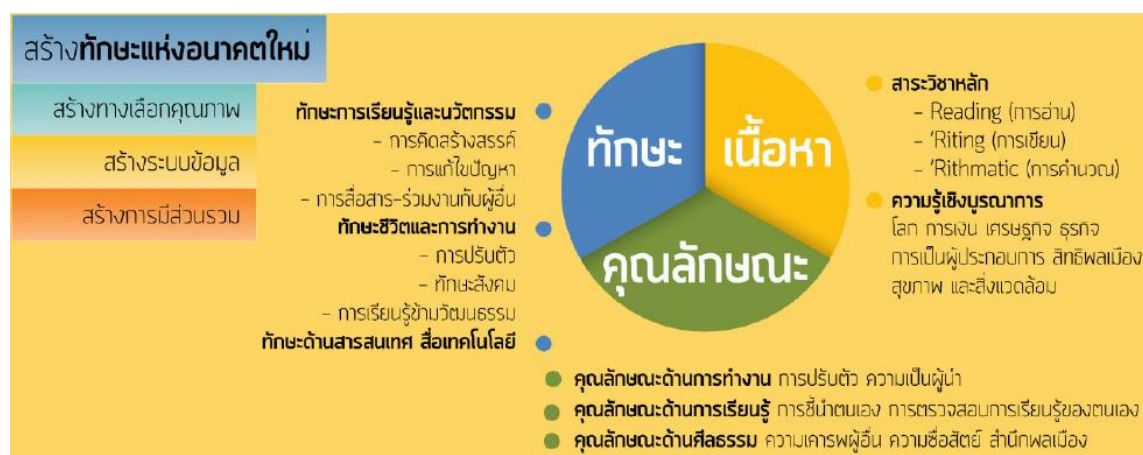 สร้างทักษะแห่งอนาคตใหม่
สร้างทางเลือกคุณภาพ
สร้างระบบข้อมูล
สร้างการมีส่วนรวม
ทักษะการเรียนรู้และนวัตกรรม
– การคิดสร้างสรรค์
– การแก้ไขปัญหา
– การสื่อสาร-ร่วมงานกับผู้อื่น
ทักษะชีวิตและการทำงาน
– การปรับตัว
– ทักษะสังคม
– การเรียนรู้ข้ามวัฒนธรรม
ทักษะด้านสารสนเทศ สื่อเทคโนโลยี
ทักษะ
เนื้อหา
คุณลักษณะ
สาระวิชาหลัก
– Reading (การอ่าน)
– 'Riting (การเขียน)
– 'Rithmatic (การคำนวณ)
ความรู้เชิงบูรณาการ
โลก การเงิน เศรษฐกิจ ธุรกิจ
การเป็นผู้ประกอบการ สิทธิพลเมือง
สุขภาพ และสิ่งแวดล้อม
คุณลักษณะด้านการทำงาน การปรับตัว ความเป็นผู้นำ
คุณลักษณะด้านการเรียนรู้ การชี้นำตนเอง การตรวจสอบการเรียนรู้ของตนเอง
คุณลักษณะด้านศีลธรรม ความเคารพผู้อื่น ความซื่อสัตย์ สำนึกพลเมือง